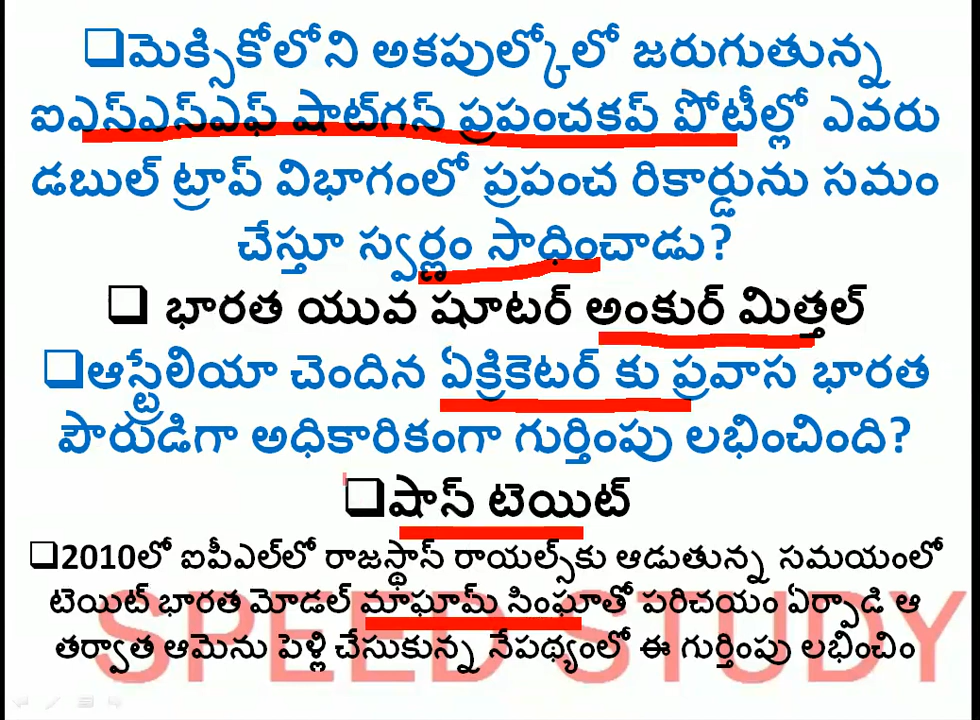 ❑మెక్సికోలోని అకపుల్కోలో జరుగుతున్న
ఐఎస్ఎస్ఎఫ్ షాట్‌గన్ ప్రపంచకప్ పోటీల్లో ఎవరు
డబుల్ ట్రాప్ విభాగంలో ప్రపంచ రికార్డును సమం
చేస్తూ స్వర్ణం సాధించాడు?
❑ భారత యువ షూటర్ అంకుర్ మిత్తల్
❑ఆస్ట్రేలియా చెందిన ఏక్రికెటర్ కు ప్రవాస భారత
పౌరుడిగా అధికారికంగా గుర్తింపు లభించింది?
❑షాన్ టెయిట్
❑2010లో ఐపీఎల్‌లో రాజస్థాన్ రాయల్స్‌కు ఆడుతున్న సమయంలో
టెయిట్ భారత మోడల్ మాఘామ్ సింఘాతో పరిచయం ఏర్పాడి ఆ
తర్వాత ఆమెను పెళ్లి చేసుకున్న నేపథ్యంలో ఈ గుర్తింపు లభించిం
SPEED STUDY